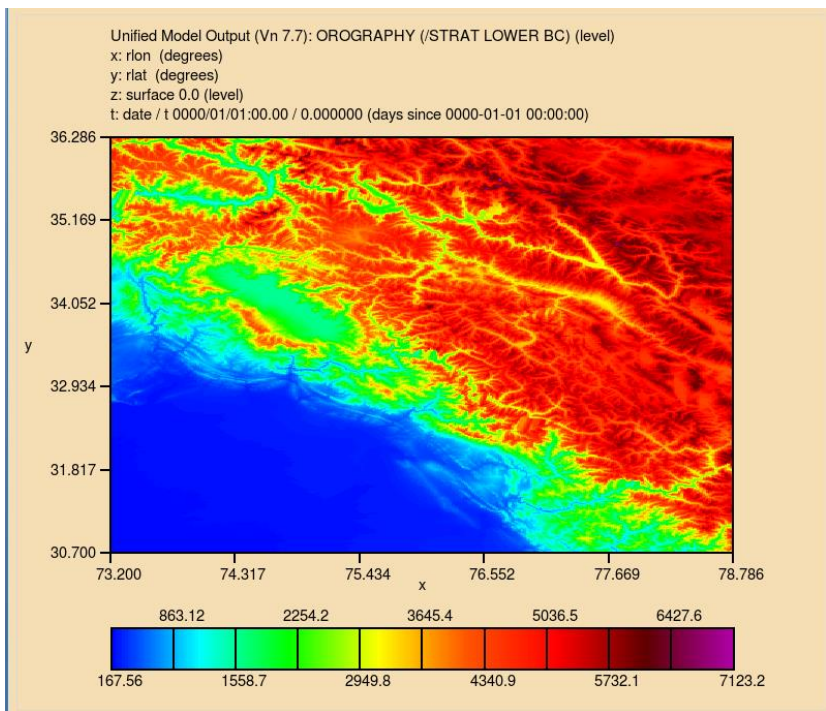 Unified Model Output (Vn 7.7): OROGRAPHY (/STRAT LOWER BC) (level)
x: rlon (degrees)
y: rlat (degrees)
z: surface 0.0 (level)
t: date / t 0000/01/01:00.00 / 0.000000 (days since 0000-01-01 00:00:00)
36.286
35.169
34.052
y
32.934
31.817
30.700
73.200 74.317 75.434 76.552 77.669 78.786
x
863.12 2254.2 3645.4 5036.5 6427.6
167.56 1558.7 2949.8 4340.9 5732.1 7123.2